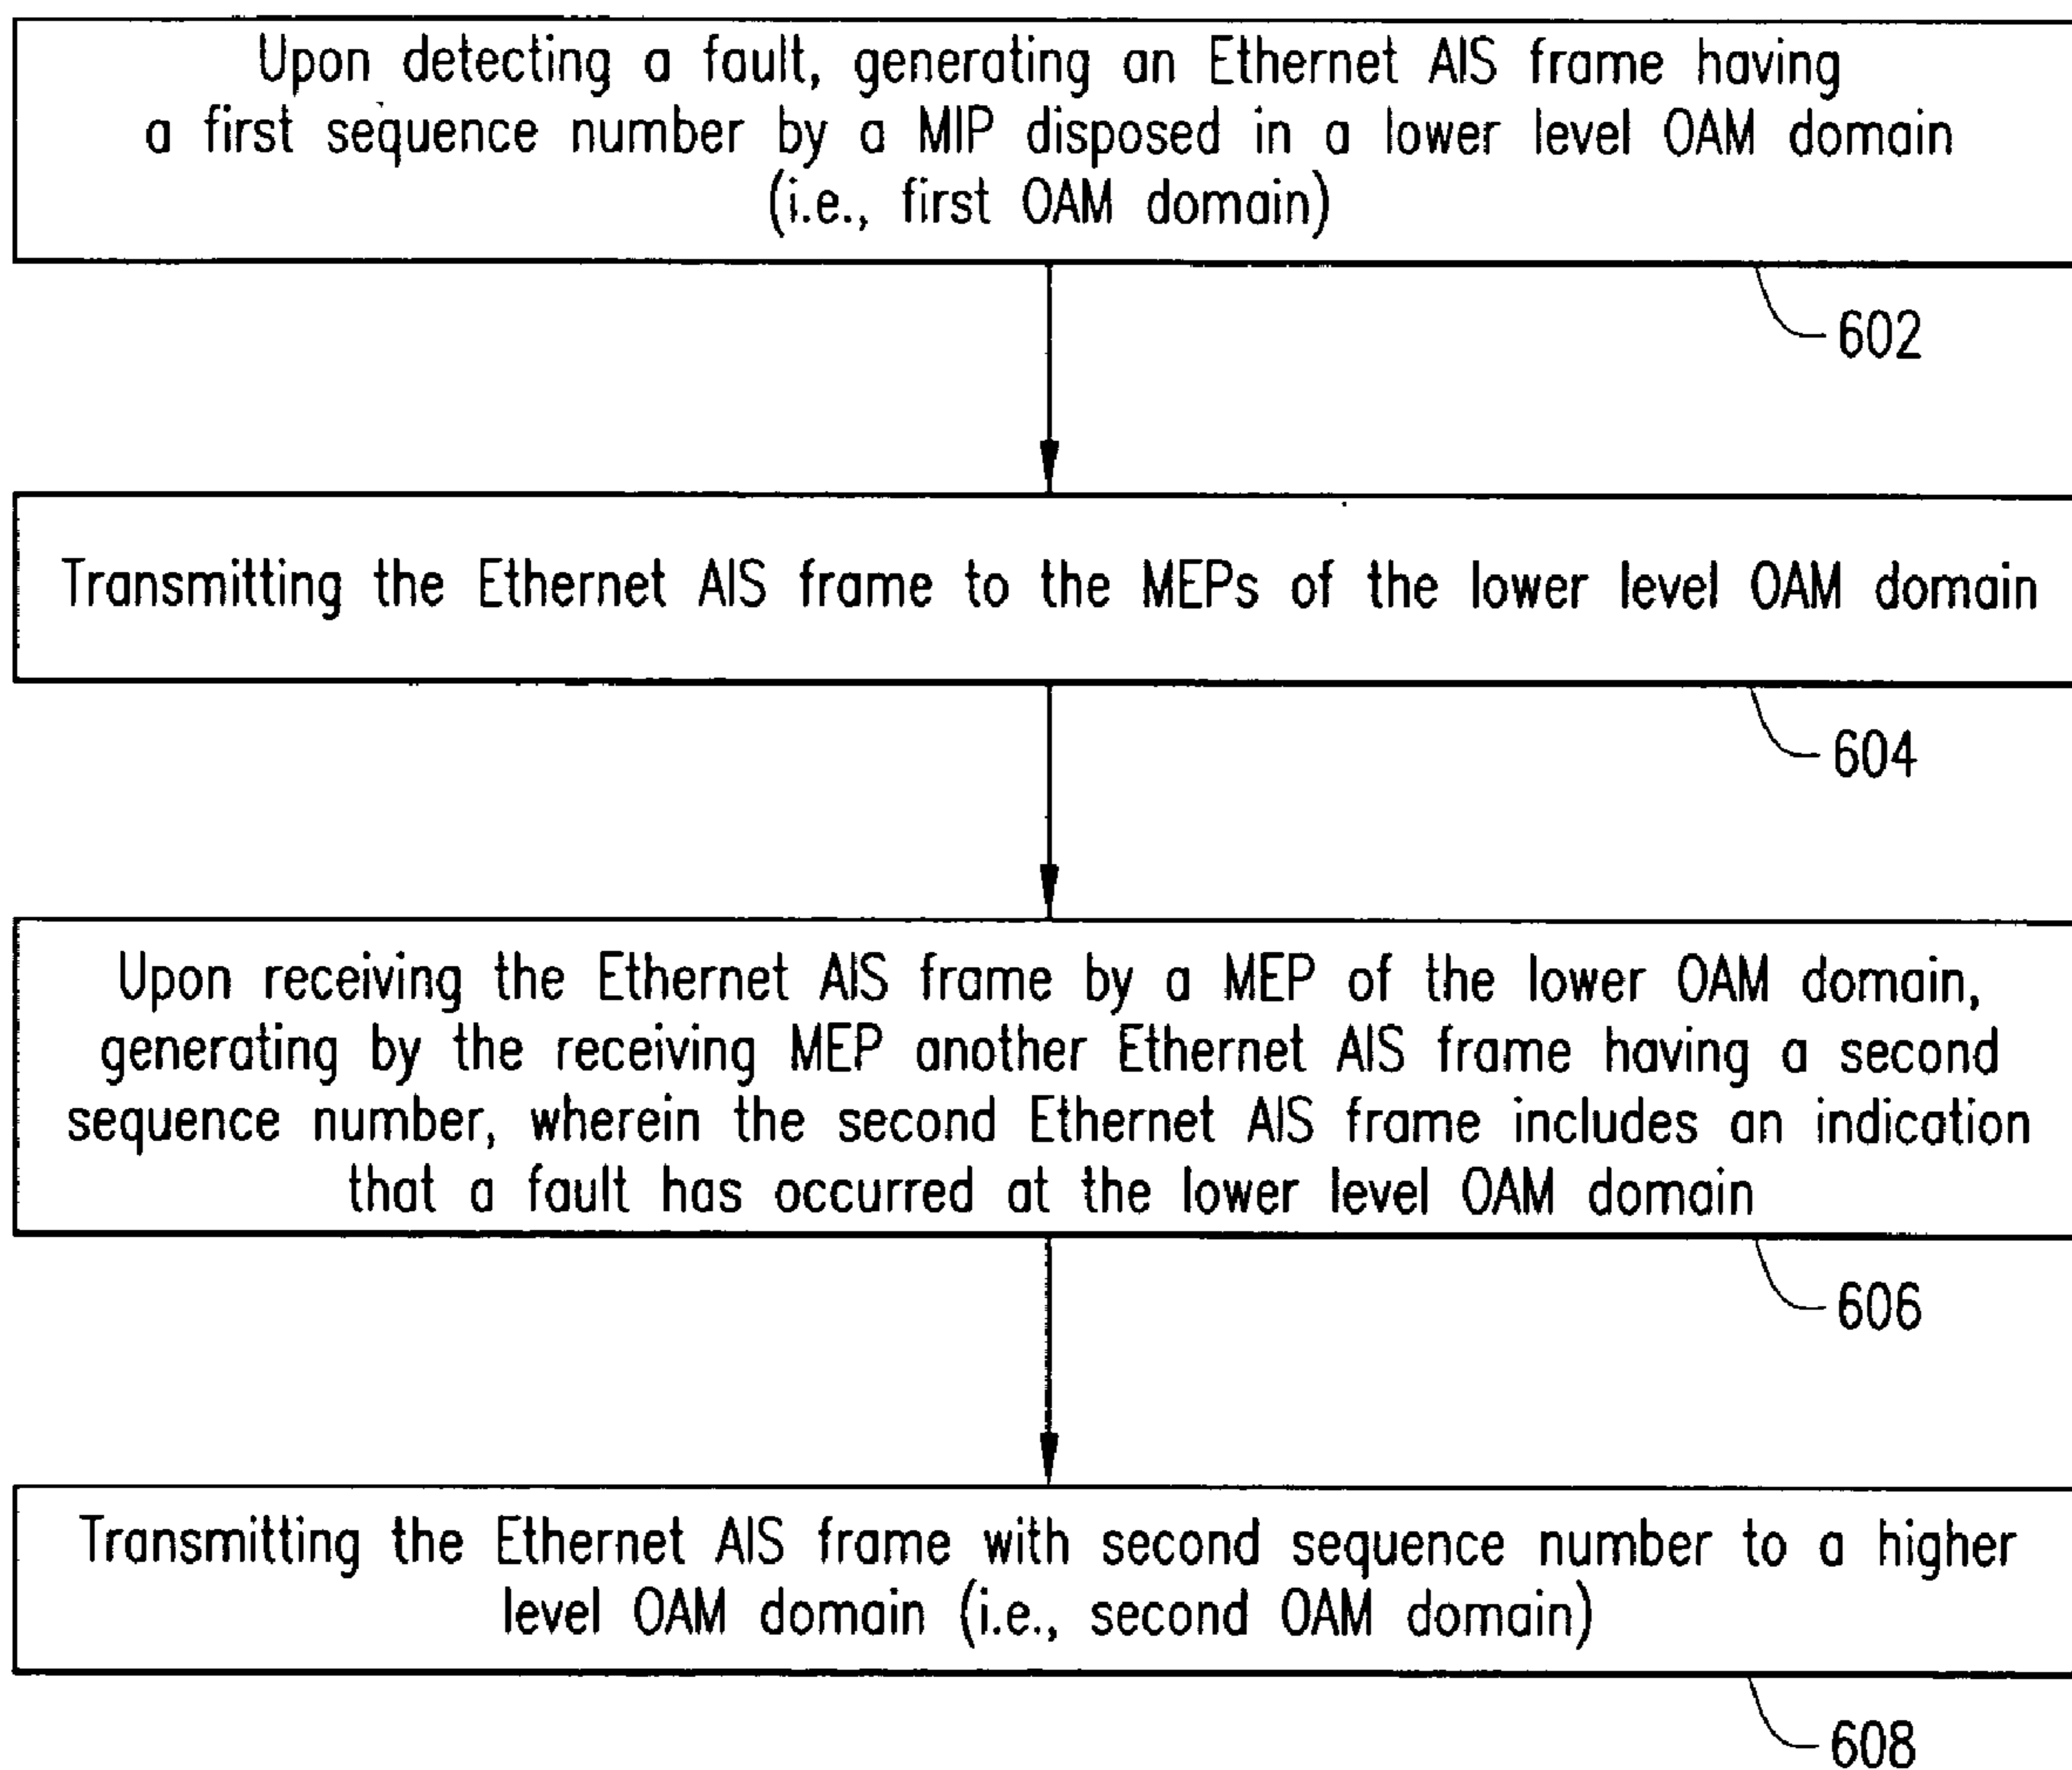 Upon detecting a fault, generating an Ethernet AIS frame having
a first sequence number by a MIP disposed in a lower level OAM domain
(i.e., first OAM domain)
602
Transmitting the Ethernet AIS frame to the MEPs of the lower level OAM domain
604
Upon receiving the Ethernet AIS frame by a MEP of the lower OAM domain,
generating by the receiving MEP another Ethernet AIS frame having a second
sequence number, wherein the second Ethernet AIS frame includes an indication
that a fault has occurred at the lower level OAM domain
606
Transmitting the Ethernet AIS frame with second sequence number to a higher
level OAM domain (i.e., second OAM domain)
608